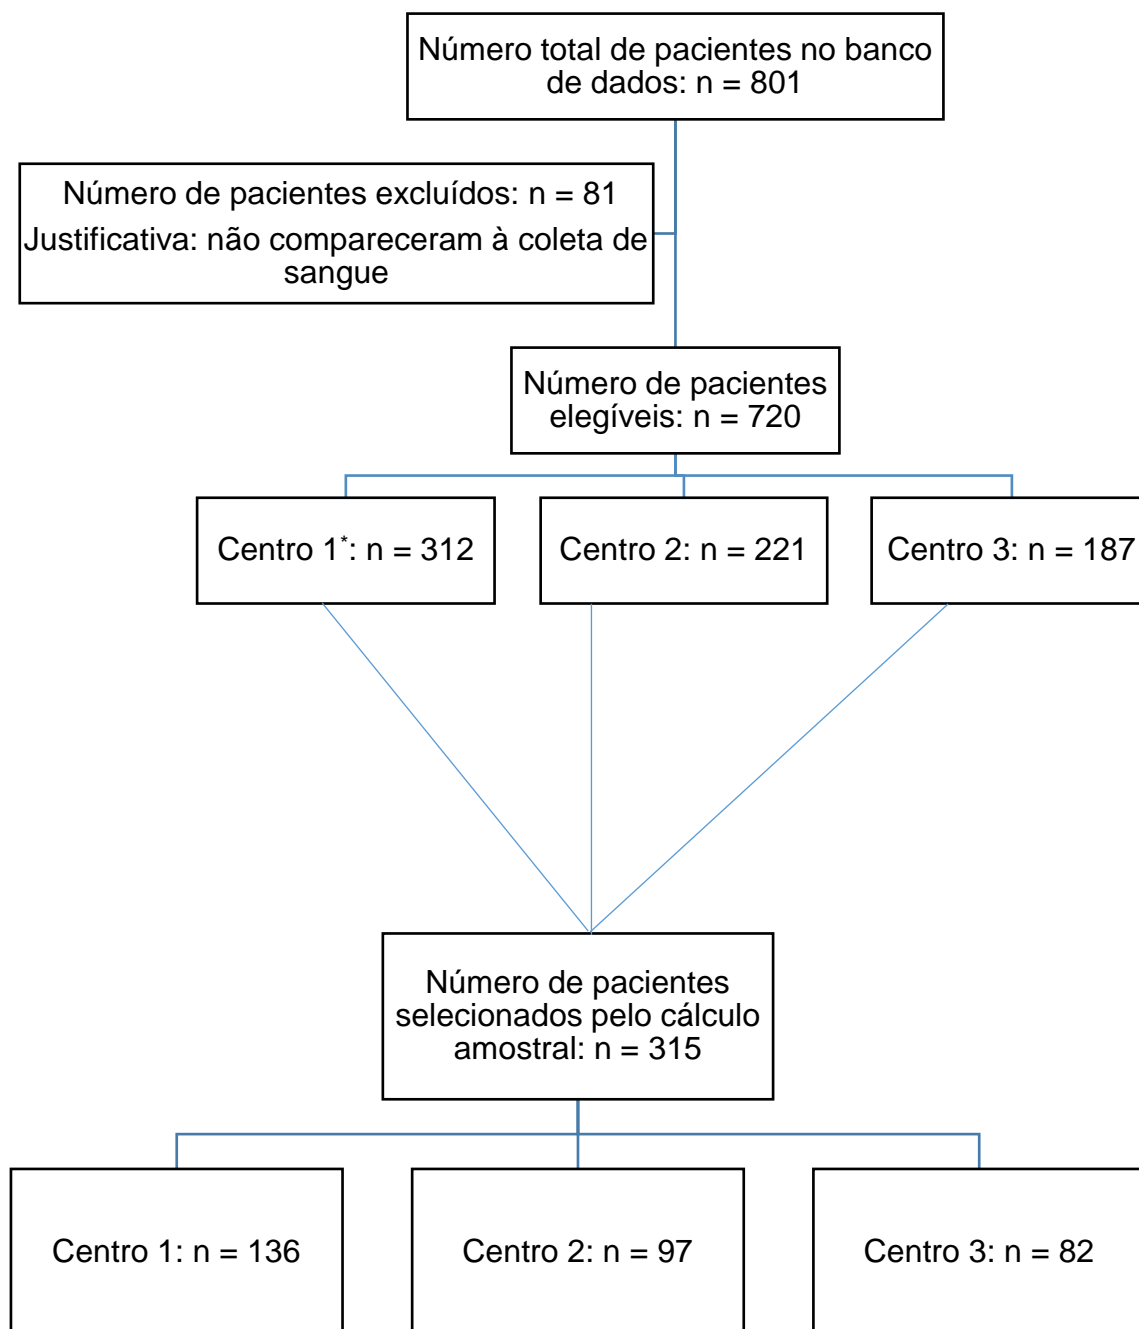 Número total de pacientes no banco
de dados: n = 801
Número de pacientes excluídos: n = 81
Justificativa: não compareceram à coleta de
sangue
Número de pacientes
elegíveis: n = 720
Centro 1*: n = 312
Centro 2: n = 221
Centro 3: n = 187
Número de pacientes
selecionados pelo cálculo
amostral: n = 315
Centro 1: n = 136
Centro 2: n = 97
Centro 3: n = 82